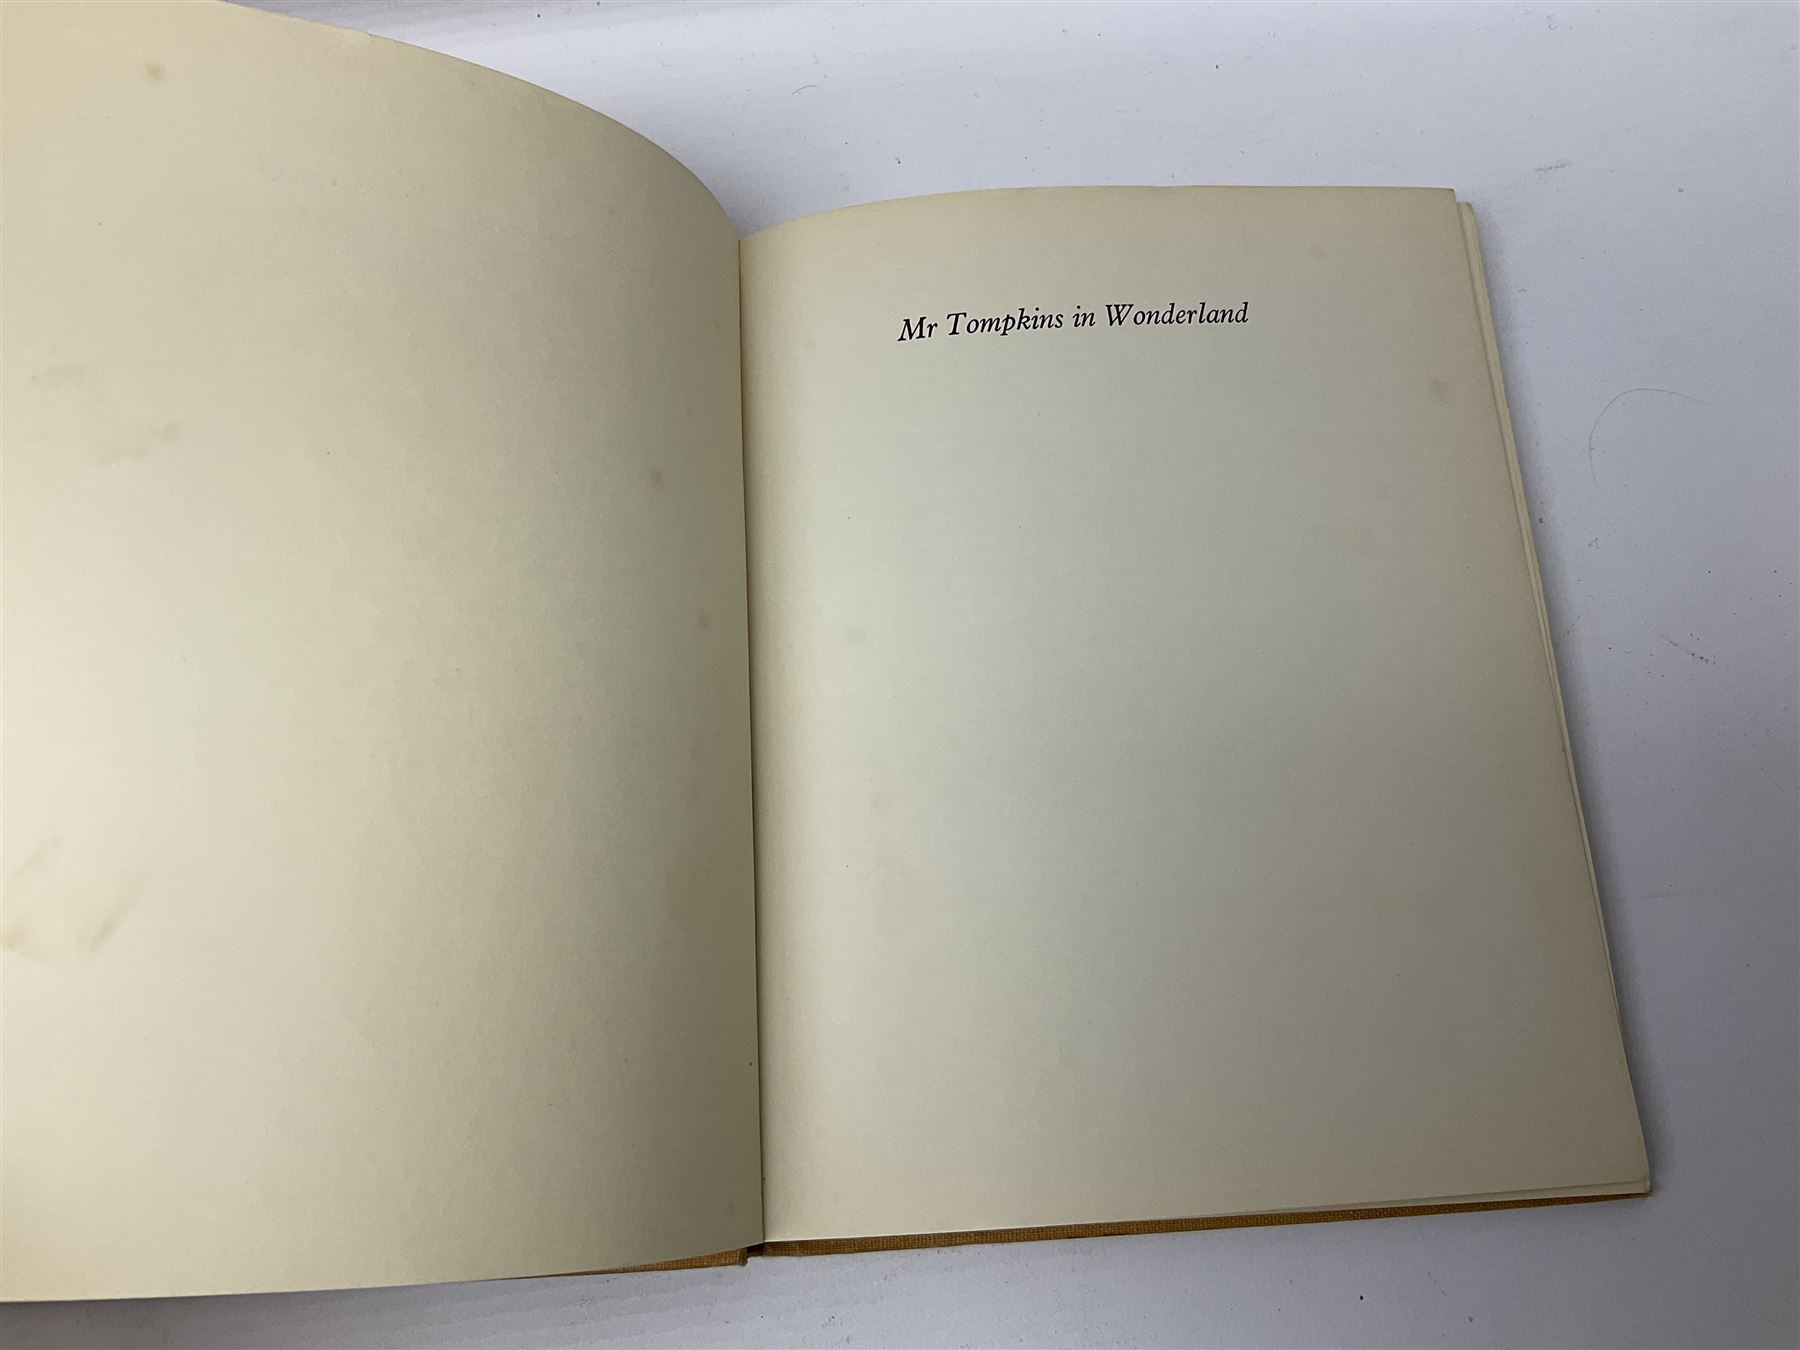 Mr Tompkins in Wonderland